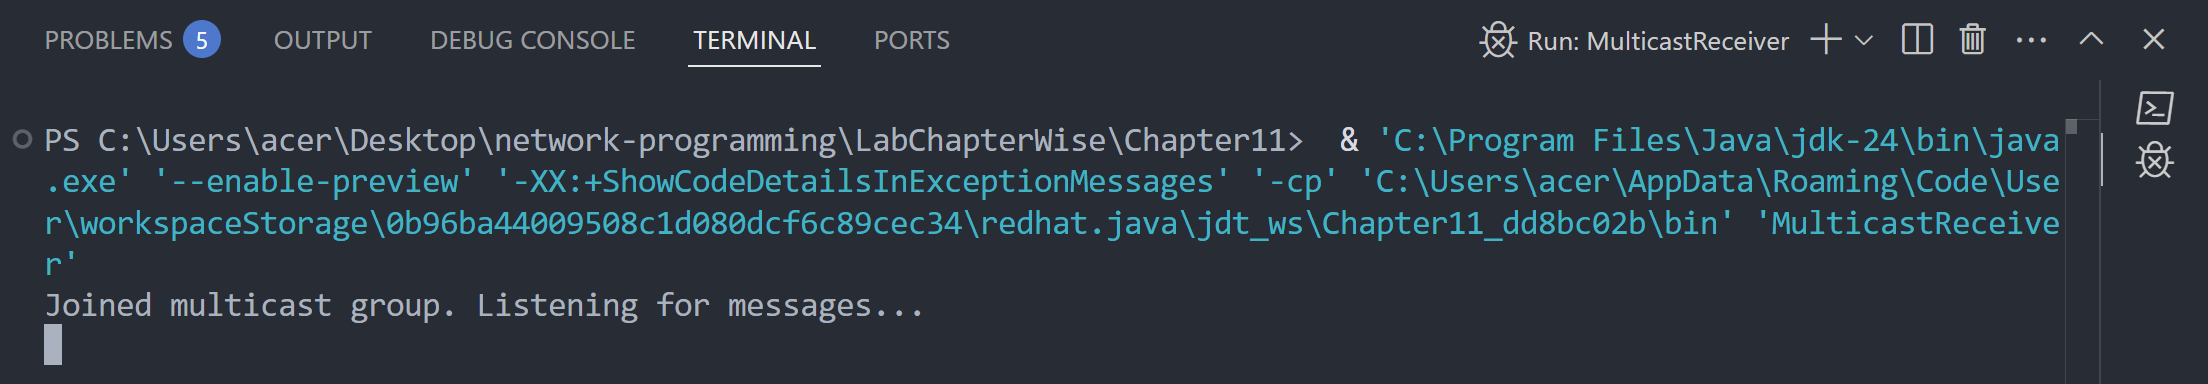 PROBLEMS 5 OUTPUT DEBUG CONSOLE TERMINAL PORTS Run: MulticastReceiver
PS C:\Users\acer\Desktop\network-programming\LabChapterWise\Chapter11>  & 'C:\Program Files\Java\jdk-24\bin\java
.exe' '--enable-preview' '-XX:+ShowCodeDetailsInExceptionMessages' '-cp' 'C:\Users\acer\AppData\Roaming\Code\Use
r\workspaceStorage\0b96ba44009508c1d080dcf6c89cec34\redhat.java\jdt_ws\Chapter11_dd8bc02b\bin' 'MulticastReceive
r'
Joined multicast group. Listening for messages...